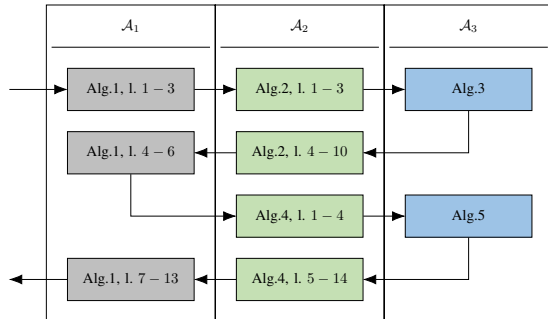 𝒜₁ 𝒜₂ 𝒜₃
Alg.1, l. 1 − 3 Alg.2, l. 1 − 3 Alg.3
Alg.1, l. 4 − 6 Alg.2, l. 4 − 10
Alg.4, l. 1 − 4 Alg.5
Alg.1, l. 7 − 13 Alg.4, l. 5 − 14